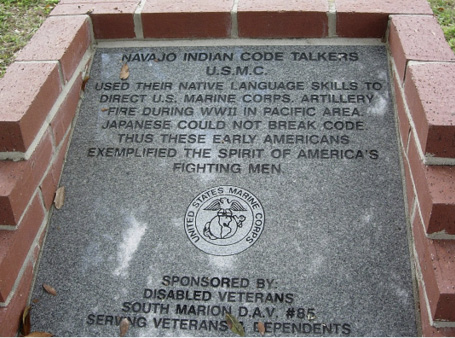 NAVAJO INDIAN CODE TALKERS
U.S.M.C.
USED THEIR NATIVE LANGUAGE SKILLS TO
DIRECT U.S. MARINE CORPS. ARTILLERY
FIRE DURING WWII IN PACIFIC AREA.
JAPANESE COULD NOT BREAK CODE
THUS THESE EARLY AMERICANS
EXEMPLIFIED THE SPIRIT OF AMERICA'S
FIGHTING MEN.
UNITED STATES MARINE CORPS
SPONSORED BY:
DISABLED VETERANS
SOUTH MARION D.A.V. #85
SERVING VETERANS & DEPENDENTS